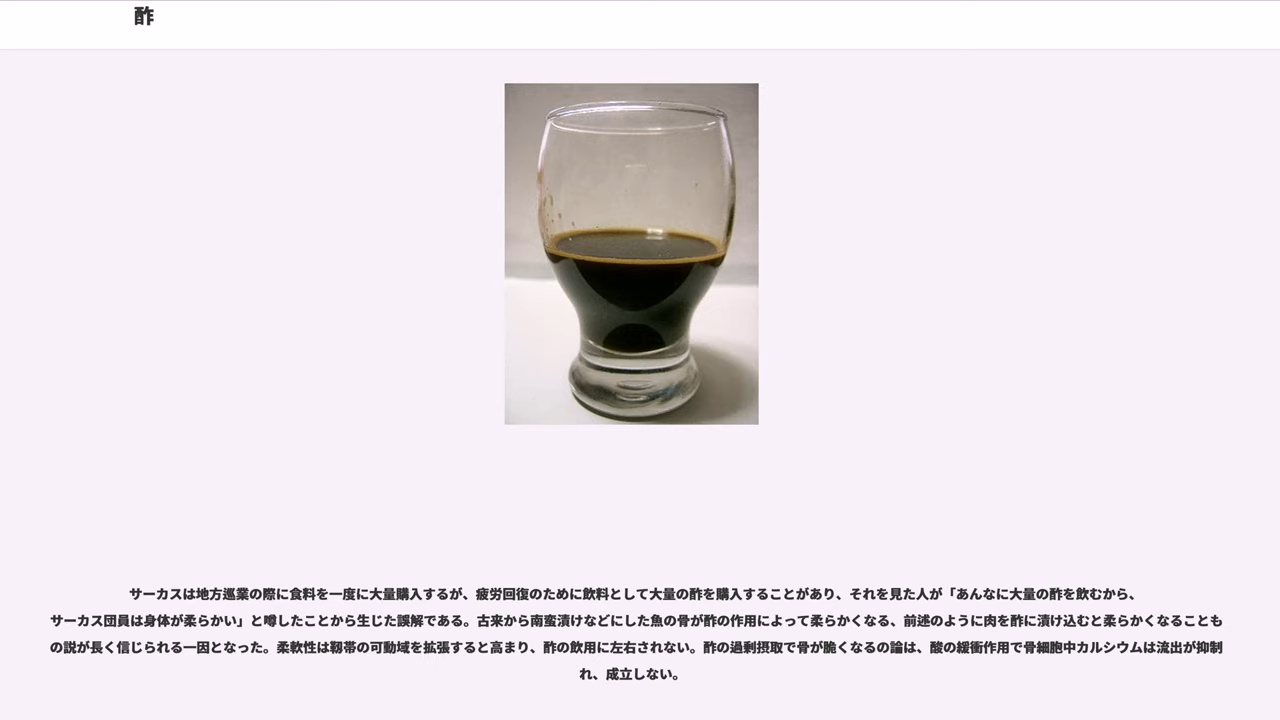 酢
サーカスは地方巡業の際に食料を一度に大量購入するが、疲労回復のために飲料として大量の酢を購入することがあり、それを見た人が「あんなに大量の酢を飲むから、
サーカス団員は身体が柔らかい」と噂したことから生じた誤解である。古来から南蛮漬けなどにした魚の骨が酢の作用によって柔らかくなる、前述のように肉を酢に漬け込むと柔らかくなることも
の説が長く信じられる一因となった。柔軟性は靭帯の可動域を拡張すると高まり、酢の飲用に左右されない。酢の過剰摂取で骨が脆くなるの論は、酸の緩衝作用で骨細胞中カルシウムは流出が抑制
れ、成立しない。